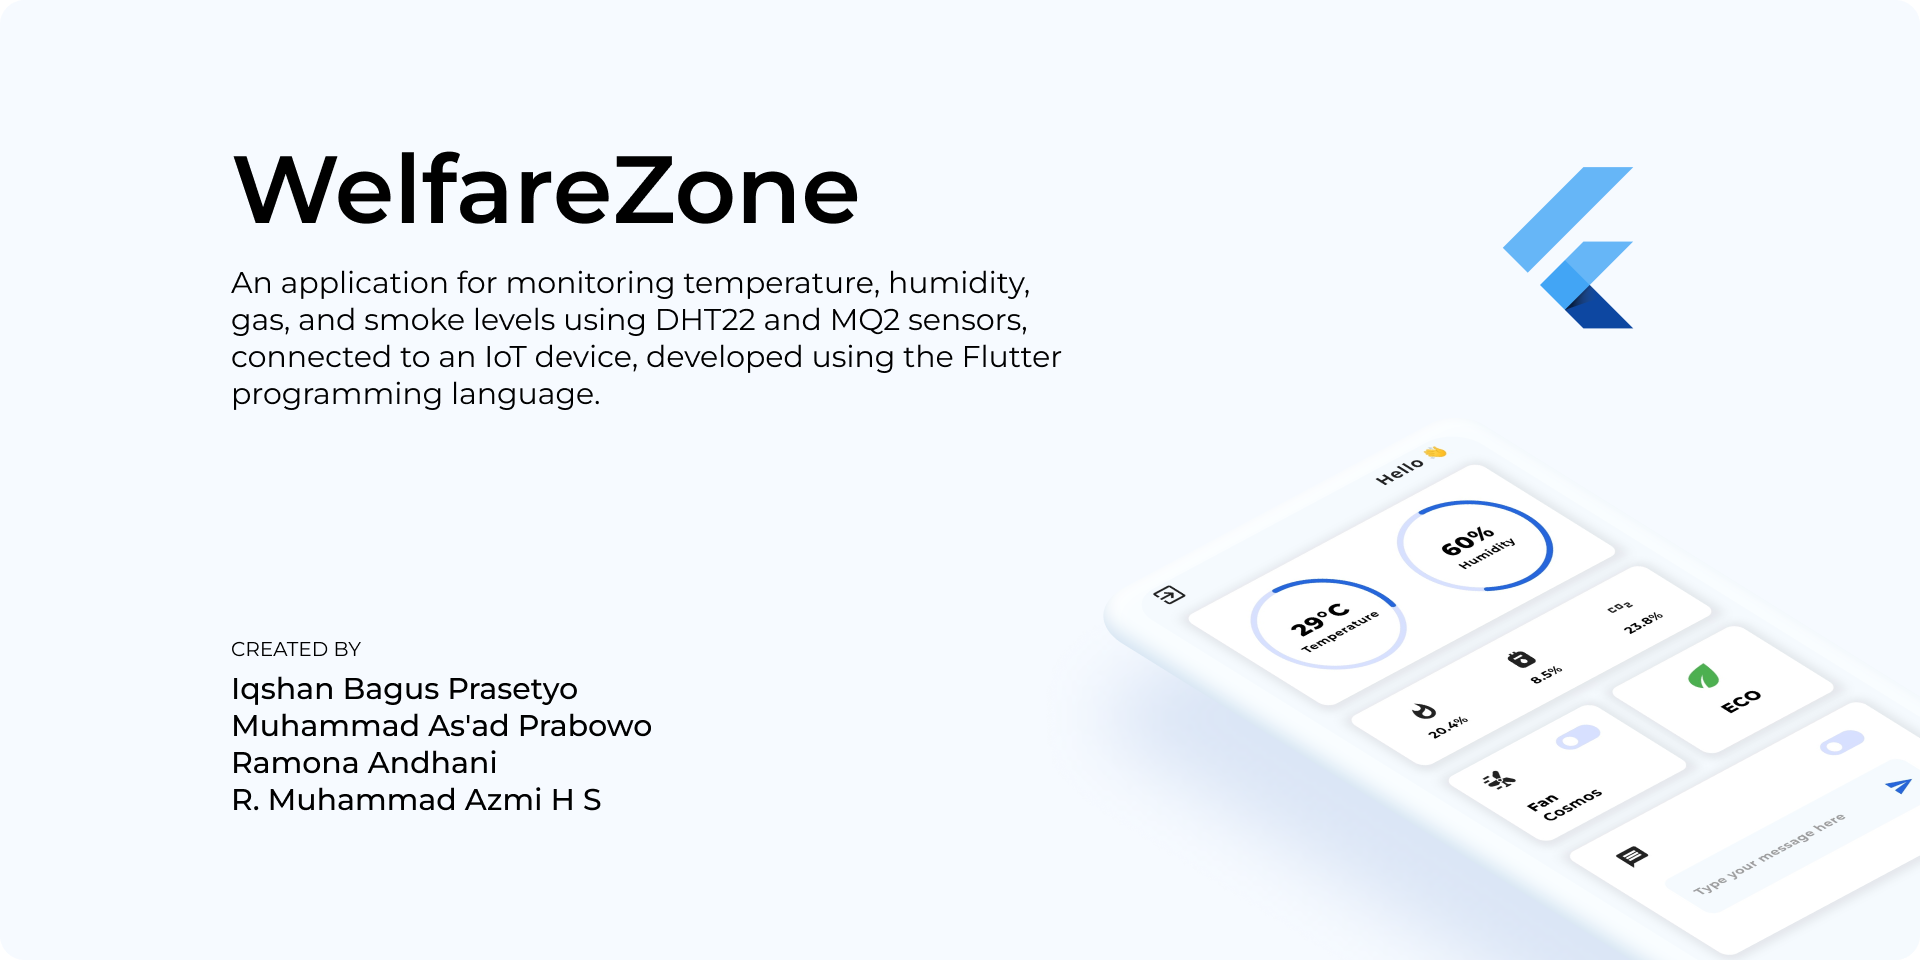 WelfareZone
An application for monitoring temperature, humidity,
gas, and smoke levels using DHT22 and MQ2 sensors,
connected to an IoT device, developed using the Flutter
programming language.
CREATED BY
Iqshan Bagus Prasetyo
Muhammad As'ad Prabowo
Ramona Andhani
R. Muhammad Azmi H S
Hello 👋
29°C
Temperature
60%
Humidity
20.4%
8.5%
CO2
23.8%
Fan
Cosmos
ECO
Type your message here